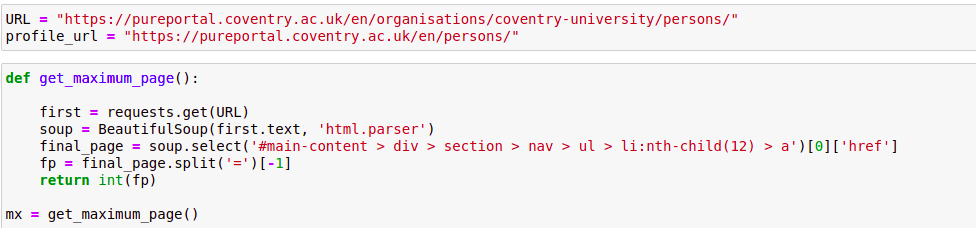 URL = "https://pureportal.coventry.ac.uk/en/organisations/coventry-university/persons/"
profile_url = "https://pureportal.coventry.ac.uk/en/persons/"
def get_maximum_page():
first = requests.get(URL)
soup = BeautifulSoup(first.text, 'html.parser')
final_page = soup.select('#main-content > div > section > nav > ul > li:nth-child(12) > a')[0]['href']
fp = final_page.split('=')[-1]
return int(fp)
mx = get_maximum_page()